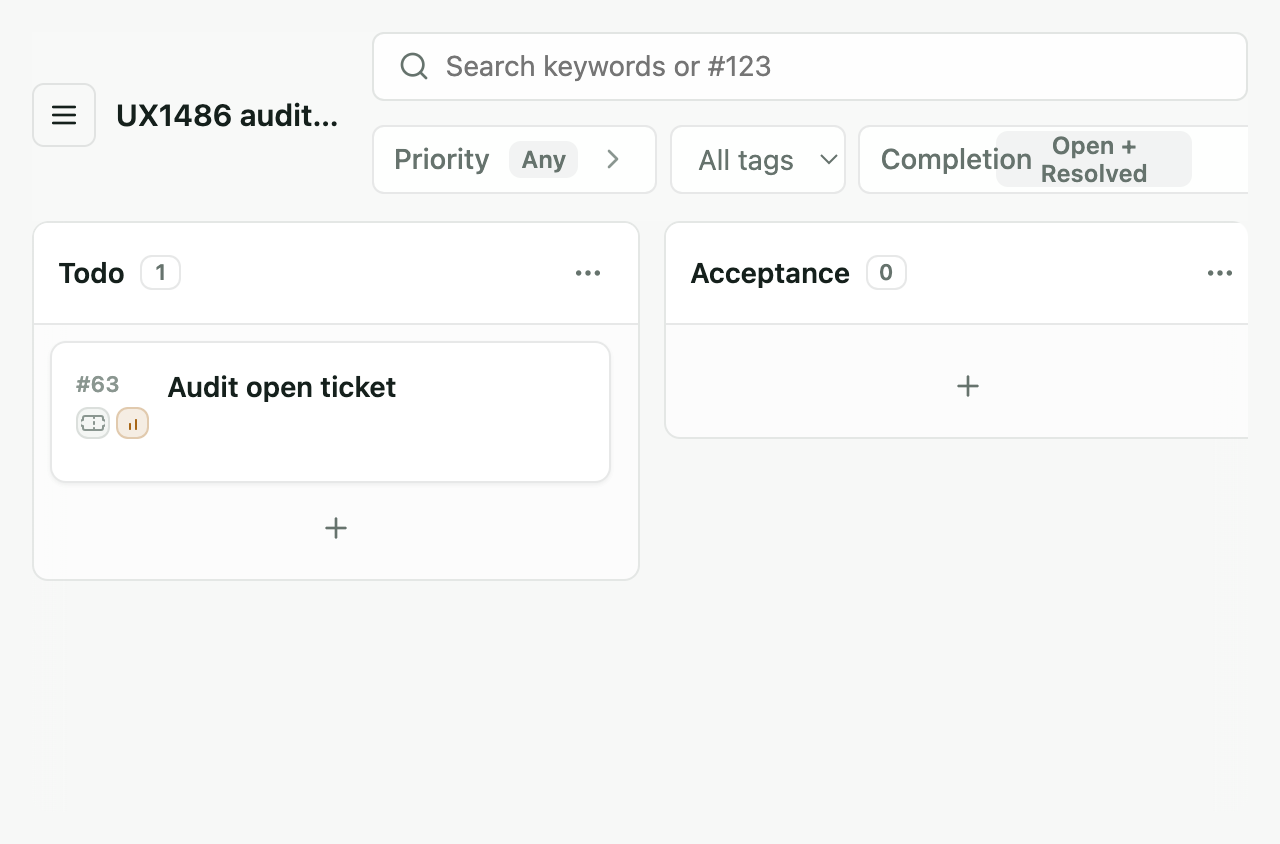 Search keywords or #123
UX1486 audit...
Priority Any
All tags
Completion
Open +
Resolved
Todo 1
Acceptance 0
#63
Audit open ticket